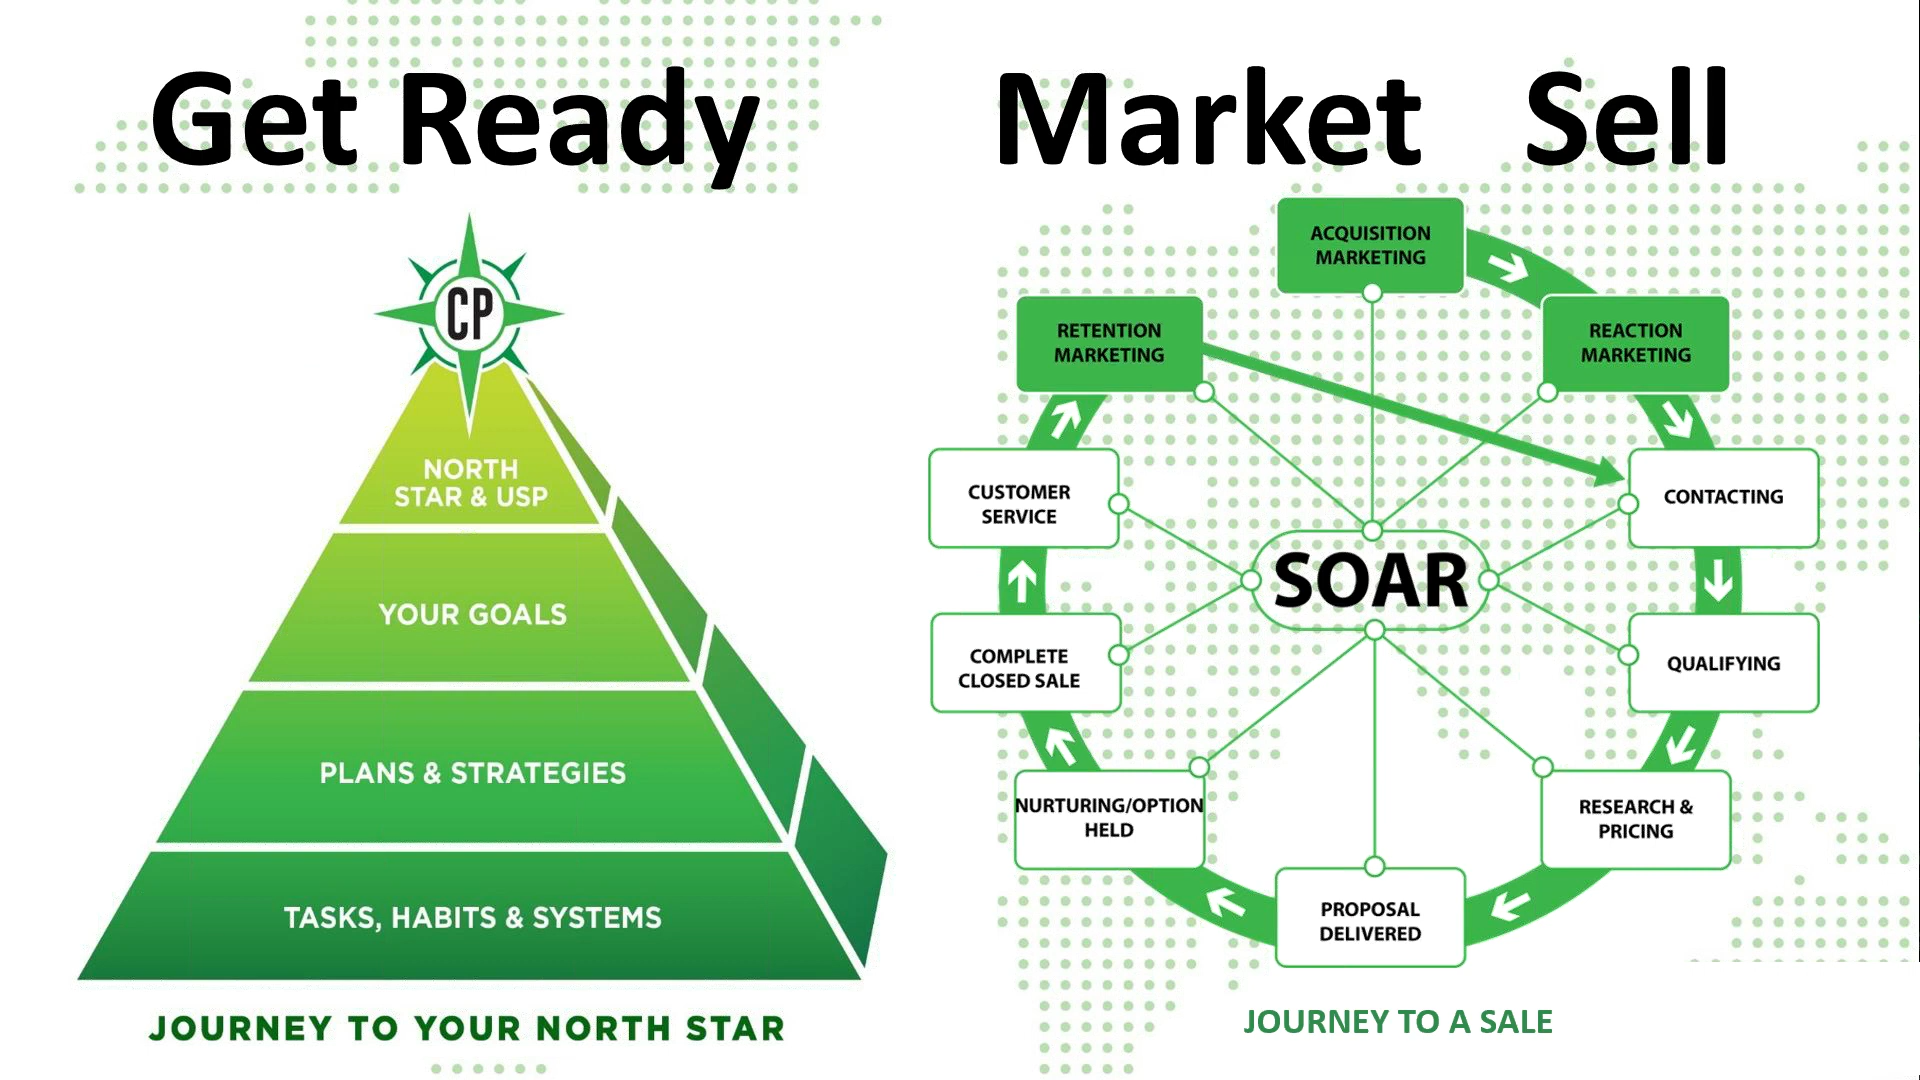 Get Ready
Market Sell
CP
NORTH
STAR & USP
YOUR GOALS
PLANS & STRATEGIES
TASKS, HABITS & SYSTEMS
JOURNEY TO YOUR NORTH STAR
ACQUISITION
MARKETING
REACTION
MARKETING
CONTACTING
QUALIFYING
RESEARCH &
PRICING
PROPOSAL
DELIVERED
NURTURING/OPTION
HELD
COMPLETE
CLOSED SALE
CUSTOMER
SERVICE
RETENTION
MARKETING
SOAR
JOURNEY TO A SALE